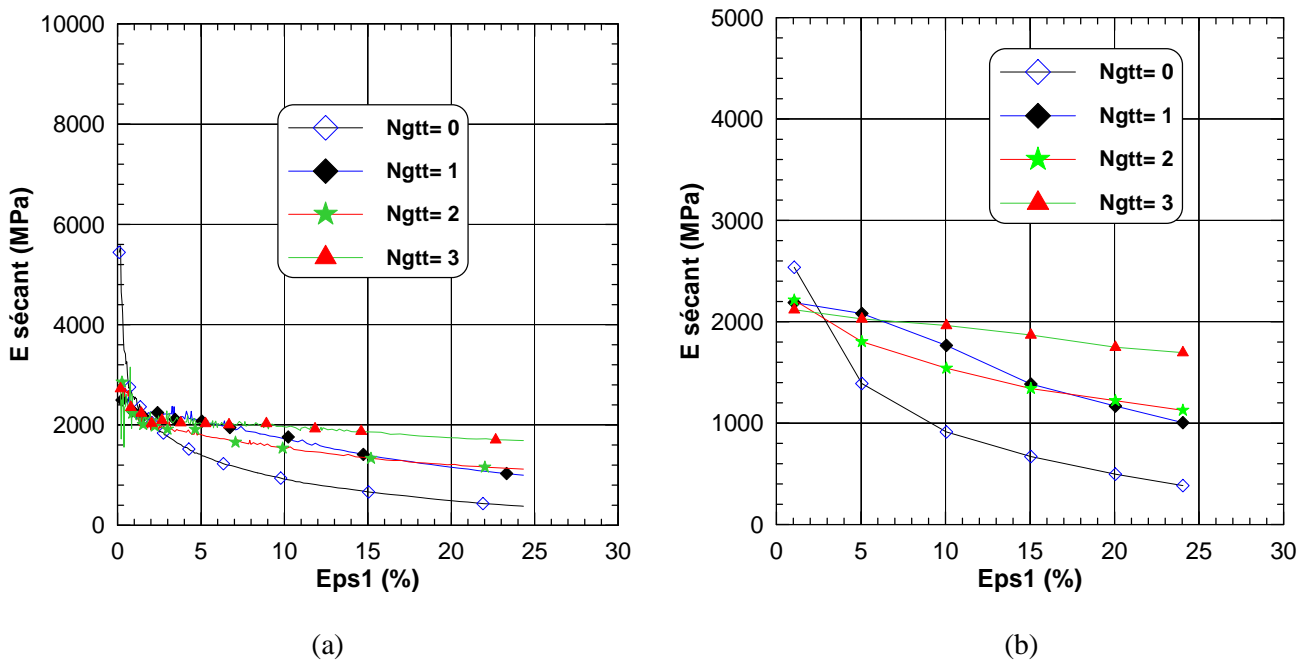 10000
8000
6000
4000
2000
0
E sécant (MPa)
0 5 10 15 20 25 30
Eps1 (%)
Ngtt= 0
Ngtt= 1
Ngtt= 2
Ngtt= 3
(a)
5000
4000
3000
2000
1000
0
E sécant (MPa)
0 5 10 15 20 25 30
Eps1 (%)
Ngtt= 0
Ngtt= 1
Ngtt= 2
Ngtt= 3
(b)